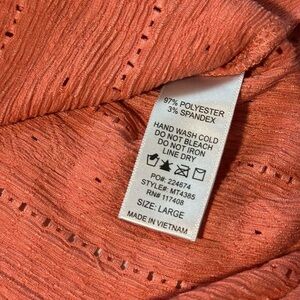 97% POLYESTER
3% SPANDEX
HAND WASH COLD
DO NOT BLEACH
DO NOT IRON
LINE DRY
PO#: 224674
STYLE#: MT4385
RN# 117408
SIZE: LARGE
MADE IN VIETNAM